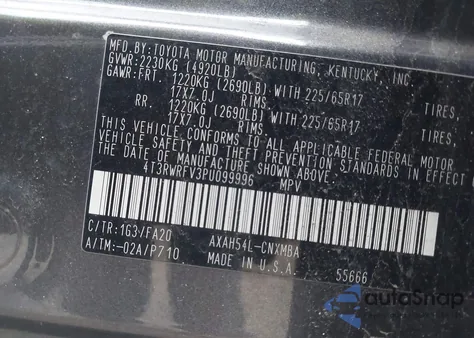 MFD. BY: TOYOTA MOTOR MANUFACTURING, KENTUCKY, INC.
GVWR: 2230KG (4920LB)
GAWR: FRT. 1220KG (2690LB) WITH 225/65R17 TIRES,
17X7.0J RIMS,
RR. 1220KG (2690LB) WITH 225/65R17 TIRES,
17X7.0J RIMS,
THIS VEHICLE CONFORMS TO ALL APPLICABLE FEDERAL MOTOR
VEHICLE SAFETY AND THEFT PREVENTION STANDARDS IN EFFECT ON
THE DATE OF MANUFACTURE SHOWN ABOVE.
4T3RWRFV3PU099996 MPV
C/TR: 1G3/FA20 AXAH54L-CNXMBA
A/TM: -02A/P710 MADE IN U.S.A. 55666
autoSnap